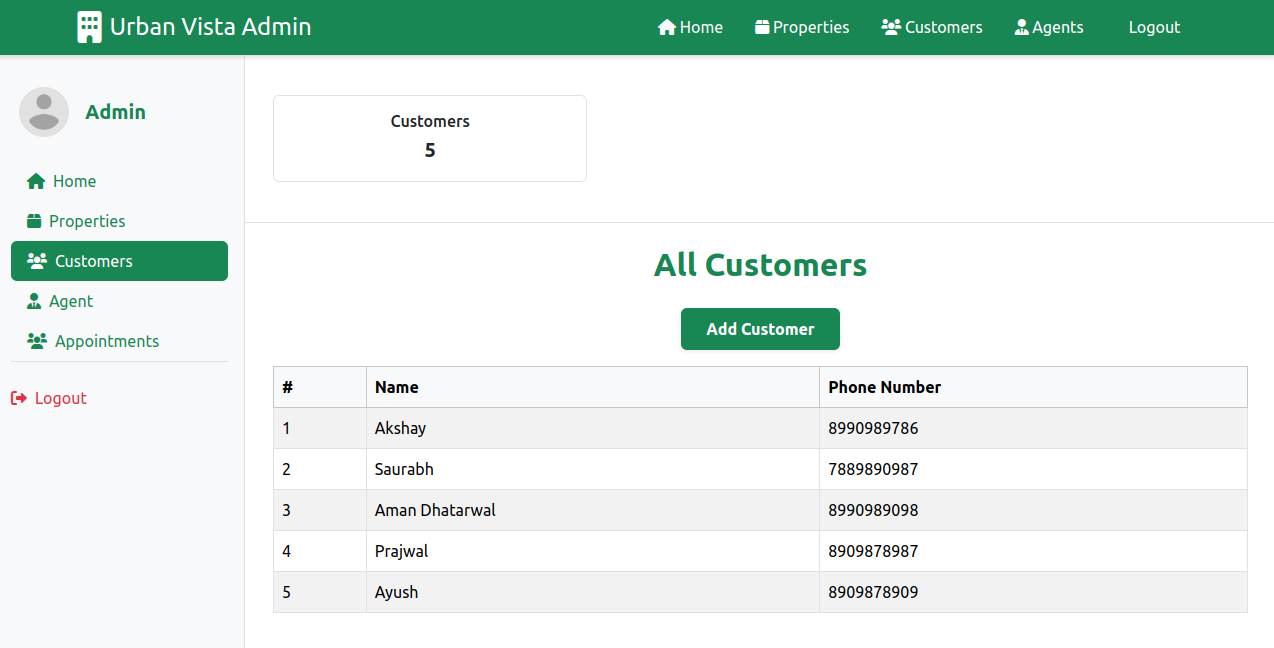 Urban Vista Admin Home Properties Customers Agents Logout
Admin
Home
Properties
Customers
Agent
Appointments
Logout
Customers
5
All Customers
Add Customer
# Name Phone Number
1 Akshay 8990989786
2 Saurabh 7889890987
3 Aman Dhatarwal 8990989098
4 Prajwal 8909878987
5 Ayush 8909878909